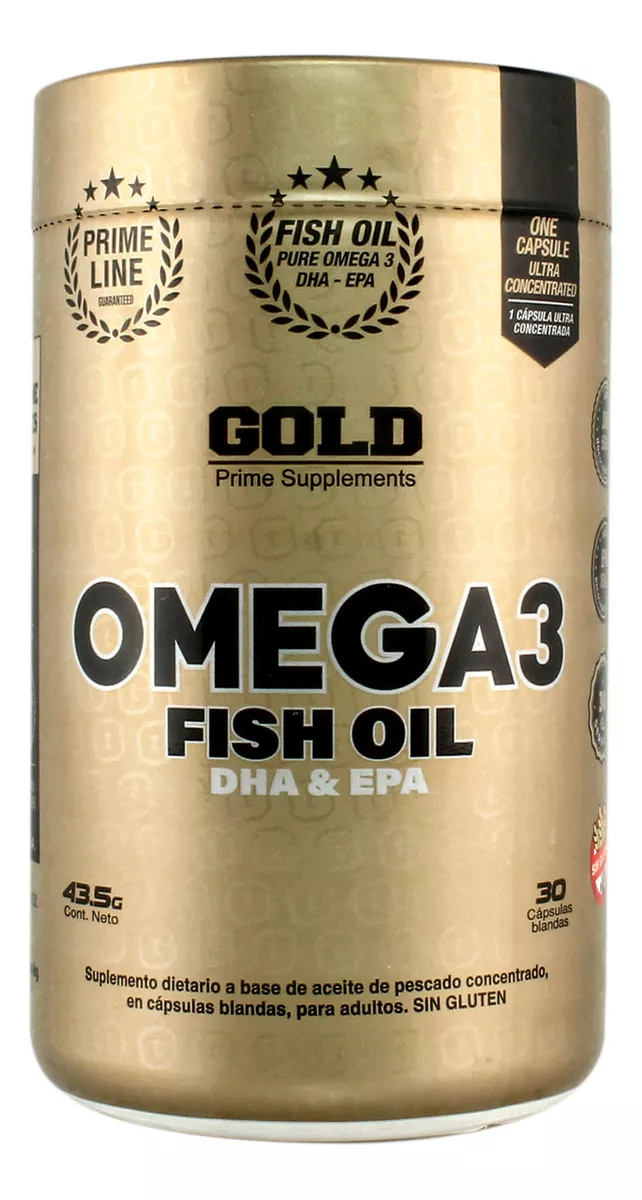 PRIME
LINE
GUARANTEED
FISH OIL
PURE OMEGA 3
DHA - EPA
ONE
CAPSULE
ULTRA
CONCENTRATED
1 CÁPSULA ULTRA
CONCENTRADA
GOLD
Prime Supplements
OMEGA3
FISH OIL
DHA & EPA
43.5G
Cont. Neto
30
Cápsulas
blandas
Suplemento dietario a base de aceite de pescado concentrado,
en cápsulas blandas, para adultos. SIN GLUTEN